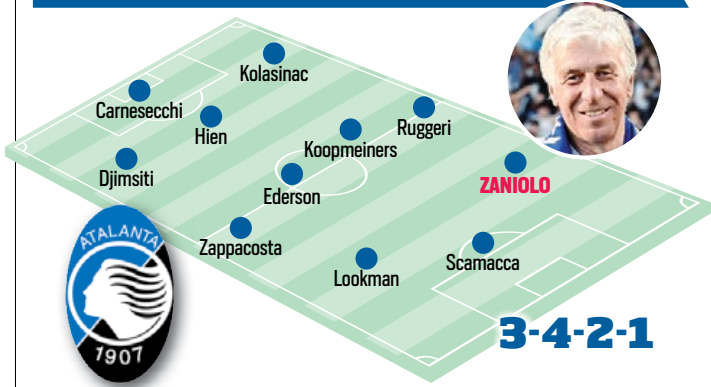 Kolasinac
Carnesecchi
Hien
Ruggeri
Koopmeiners
Djimsiti
Ederson
ZANIOLO
Zappacosta
Lookman
Scamacca
ATALANTA
1907
3-4-2-1